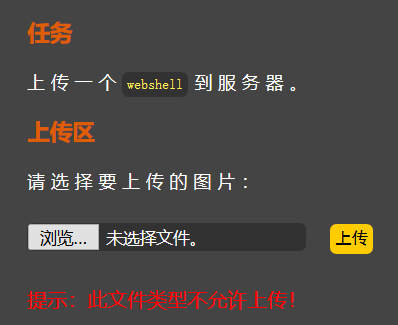 任务
上传一个 webshell 到服务器。
上传区
请选择要上传的图片：
浏览... 未选择文件。 上传
提示：此文件类型不允许上传！